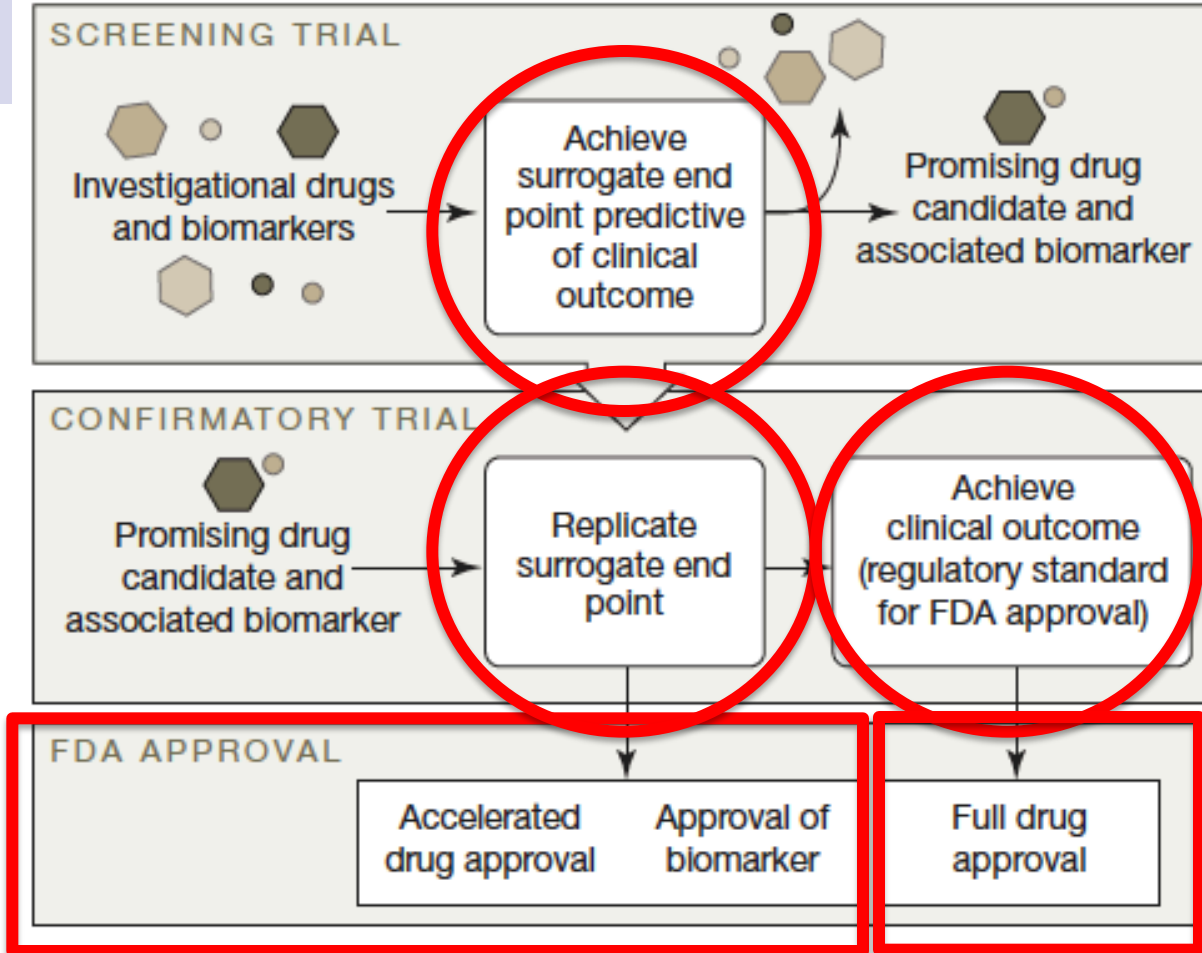 SCREENING TRIAL
Investigational drugs
and biomarkers
Achieve
surrogate end
point predictive
of clinical
outcome
Promising drug
candidate and
associated biomarker
CONFIRMATORY TRIAL
Promising drug
candidate and
associated biomarker
Replicate
surrogate end
point
Achieve
clinical outcome
(regulatory standard
for FDA approval)
FDA APPROVAL
Accelerated
drug approval
Approval of
biomarker
Full drug
approval